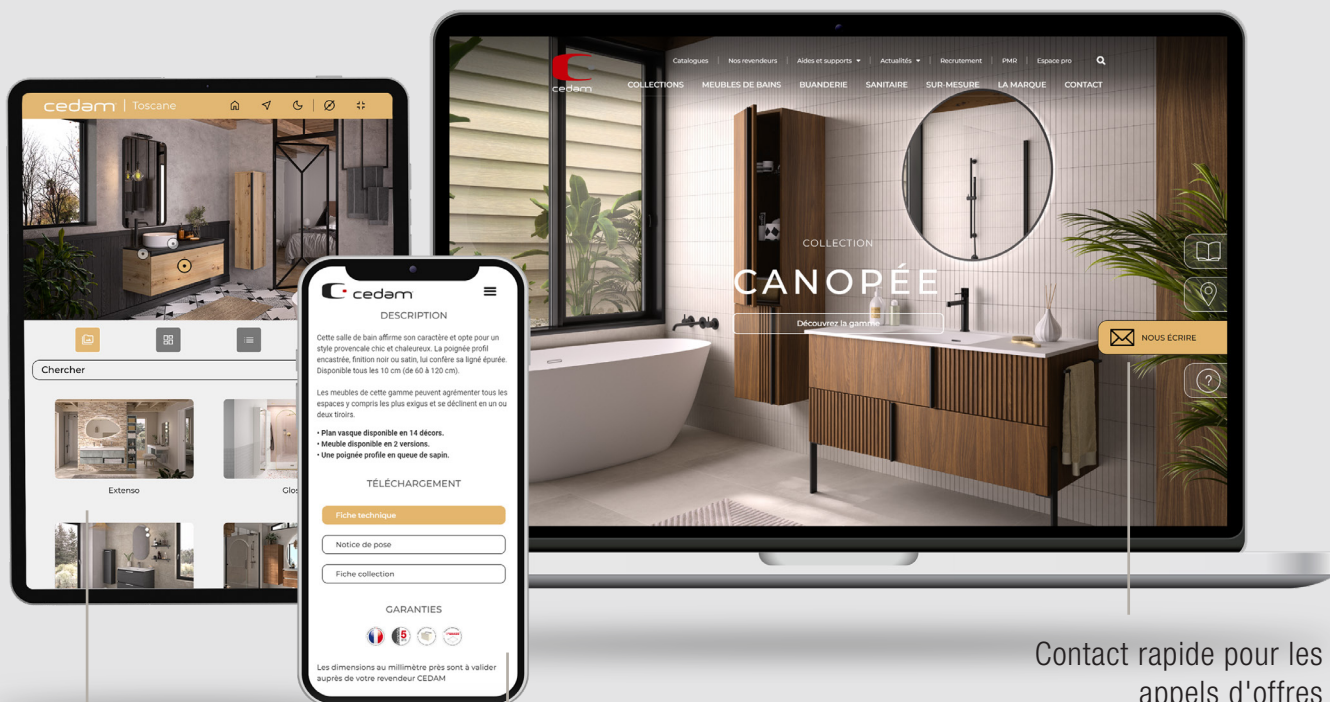 cedam | Toscane
Chercher
Extenso
Glos
cedam
DESCRIPTION
Cette salle de bain affirme son caractère et opte pour un
style provencale chic et chaleureux. La poignée profil
encastrée, finition noir ou satin, lui confère sa ligné épurée.
Disponible tous les 10 cm (de 60 à 120 cm).
Les meubles de cette gamme peuvent agrémenter tous les
espaces y compris les plus exigus et se déclinent en un ou
deux tiroirs.
• Plan vasque disponible en 14 décors.
• Meuble disponible en 2 versions.
• Une poignée profile en queue de sapin.
TÉLÉCHARGEMENT
Fiche technique
Notice de pose
Fiche collection
GARANTIES
5
Les dimensions au millimètre près sont à valider
auprès de votre revendeur CEDAM
cedam
Catalogues | Nos revendeurs | Aides et supports | Actualités | Recrutement | PMR | Espace pro
COLLECTIONS MEUBLES DE BAINS BUANDERIE SANITAIRE SUR-MESURE LA MARQUE CONTACT
COLLECTION
CANOPÉE
Découvrez la gamme
NOUS ÉCRIRE
?
Contact rapide pour les
appels d'offres